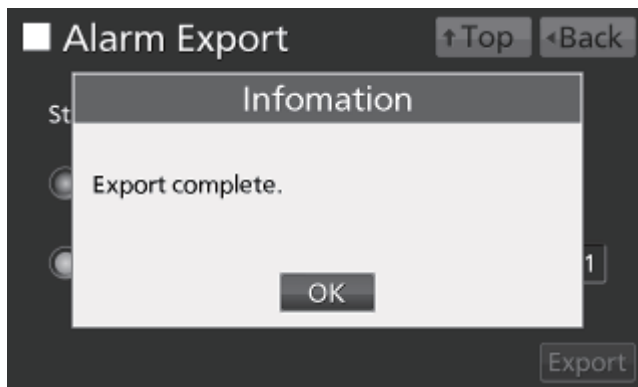 Alarm Export
↑Top
◂Back
St
Infomation
Export complete.
1
OK
Export